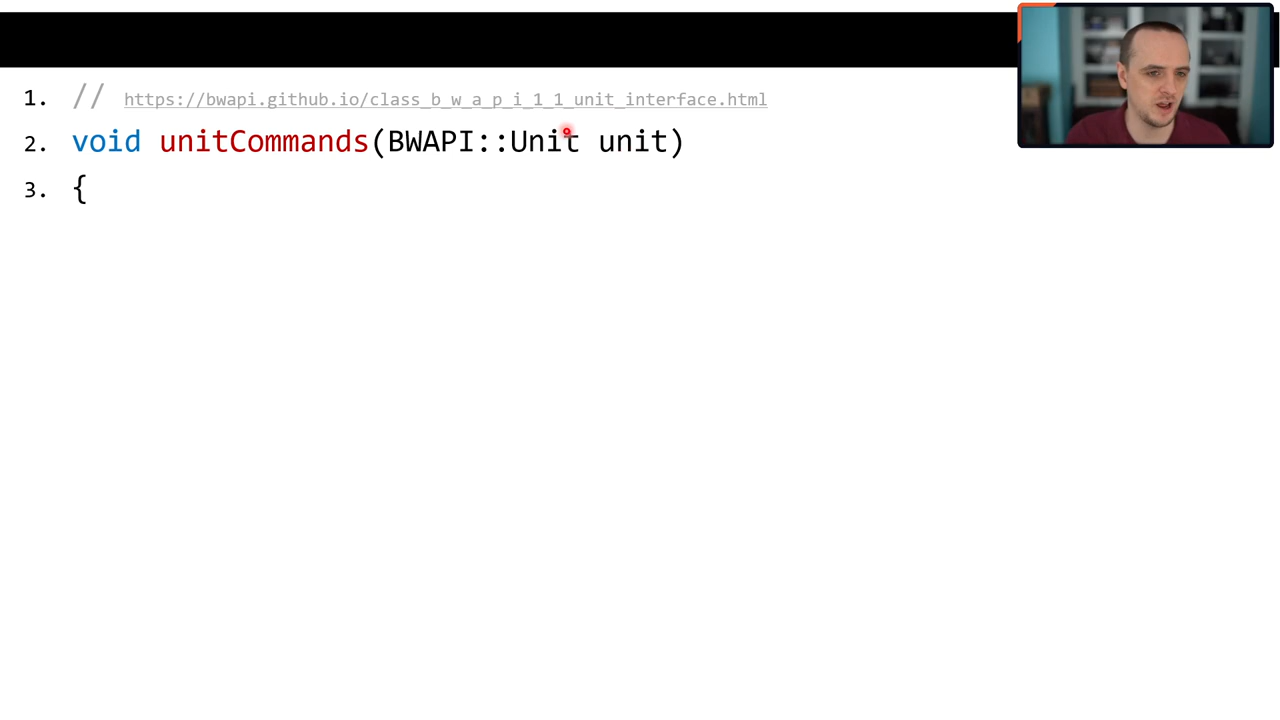 1. // https://bwapi.github.io/class_b_w_a_p_i_1_1_unit_interface.html
2. void unitCommands(BWAPI::Unit unit)
3. {